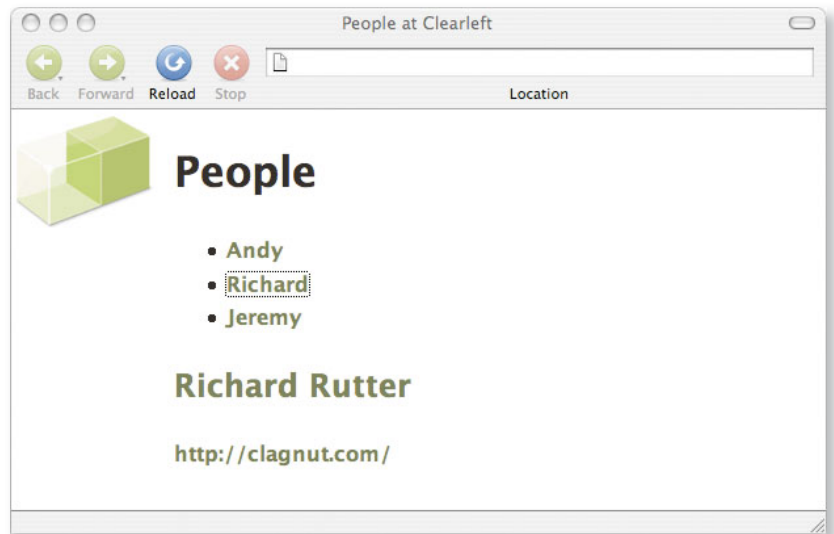 People at Clearleft
Back Forward Reload Stop Location
People
Andy
Richard
Jeremy
Richard Rutter
http://clagnut.com/